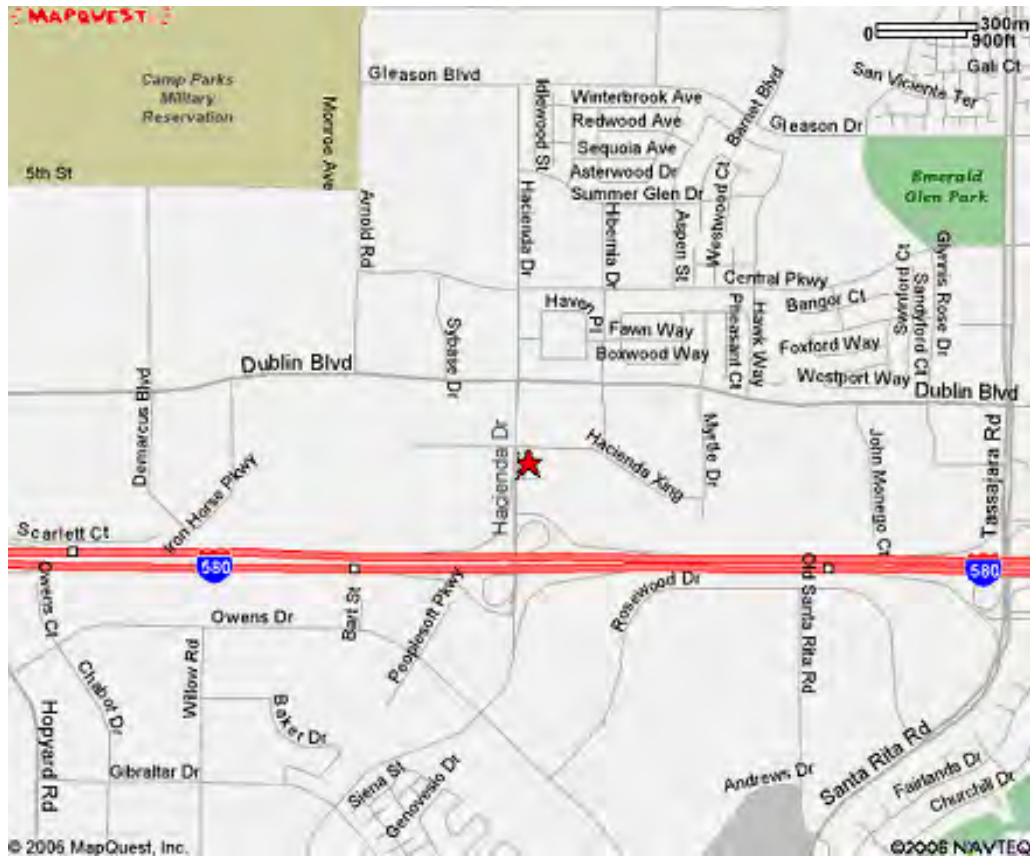 MAPQUEST
300m
0
900ft
Gali Ct
San Vicente Ter
Camp Parks
Military
Reservation
Monroe Ave
Gleason Blvd
Idlewood St
Winterbrook Ave
Redwood Ave
Sequoia Ave
Asterwood Dr
Summer Glen Dr
Barnet Blvd
Gleason Dr
5th St
Emerald
Glen Park
Arnold Rd
Hacienda Dr
Hibernia Dr
Aspen St
Westwood Ct
Central Pkwy
Bangor Ct
Sandyford Ct
Sandyford Ct
Glynnis Rose Dr
Sybase Dr
Haven Pl
Fawn Way
Boxwood Way
Pheasant Ct
Hawk Way
Foxford Way
Westport Way
Dublin Blvd
Dublin Blvd
Demarcus Blvd
Iron Horse Pkwy
Hacienda Dr
Hacienda Xing
Myrtle Dr
John Monego Ct
Tassajara Rd
Scarlett Ct
580
580
Owens Ct
Bart St
Peoplesoft Pkwy
Rosewood Dr
Old Santa Rita Rd
Owens Dr
Chabot Dr
Willow Rd
Baker Dt
Hopyard Rd
Gibraltar Dr
Siena St
Genovesio Dr
Andrews Dr
Santa Rita Rd
Fairlands Dr
Churchill Dr
© 2006 MapQuest, Inc.
©2006 NAVTEQ